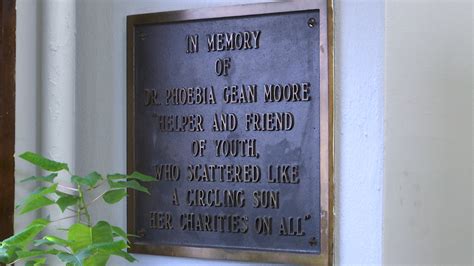 IN MEMORY
OF
DR. PHOEBIA GEAN MOORE
"HELPER AND FRIEND
OF YOUTH,
WHO SCATTERED LIKE
A CIRCLING SUN
HER CHARITIES ON ALL"